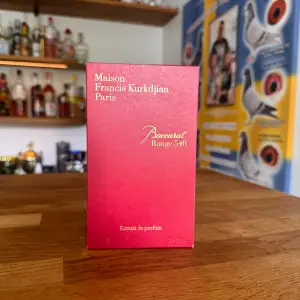 Maison
Francis Kurkdjian
Paris
Baccarat
Rouge 540
Extrait de parfum